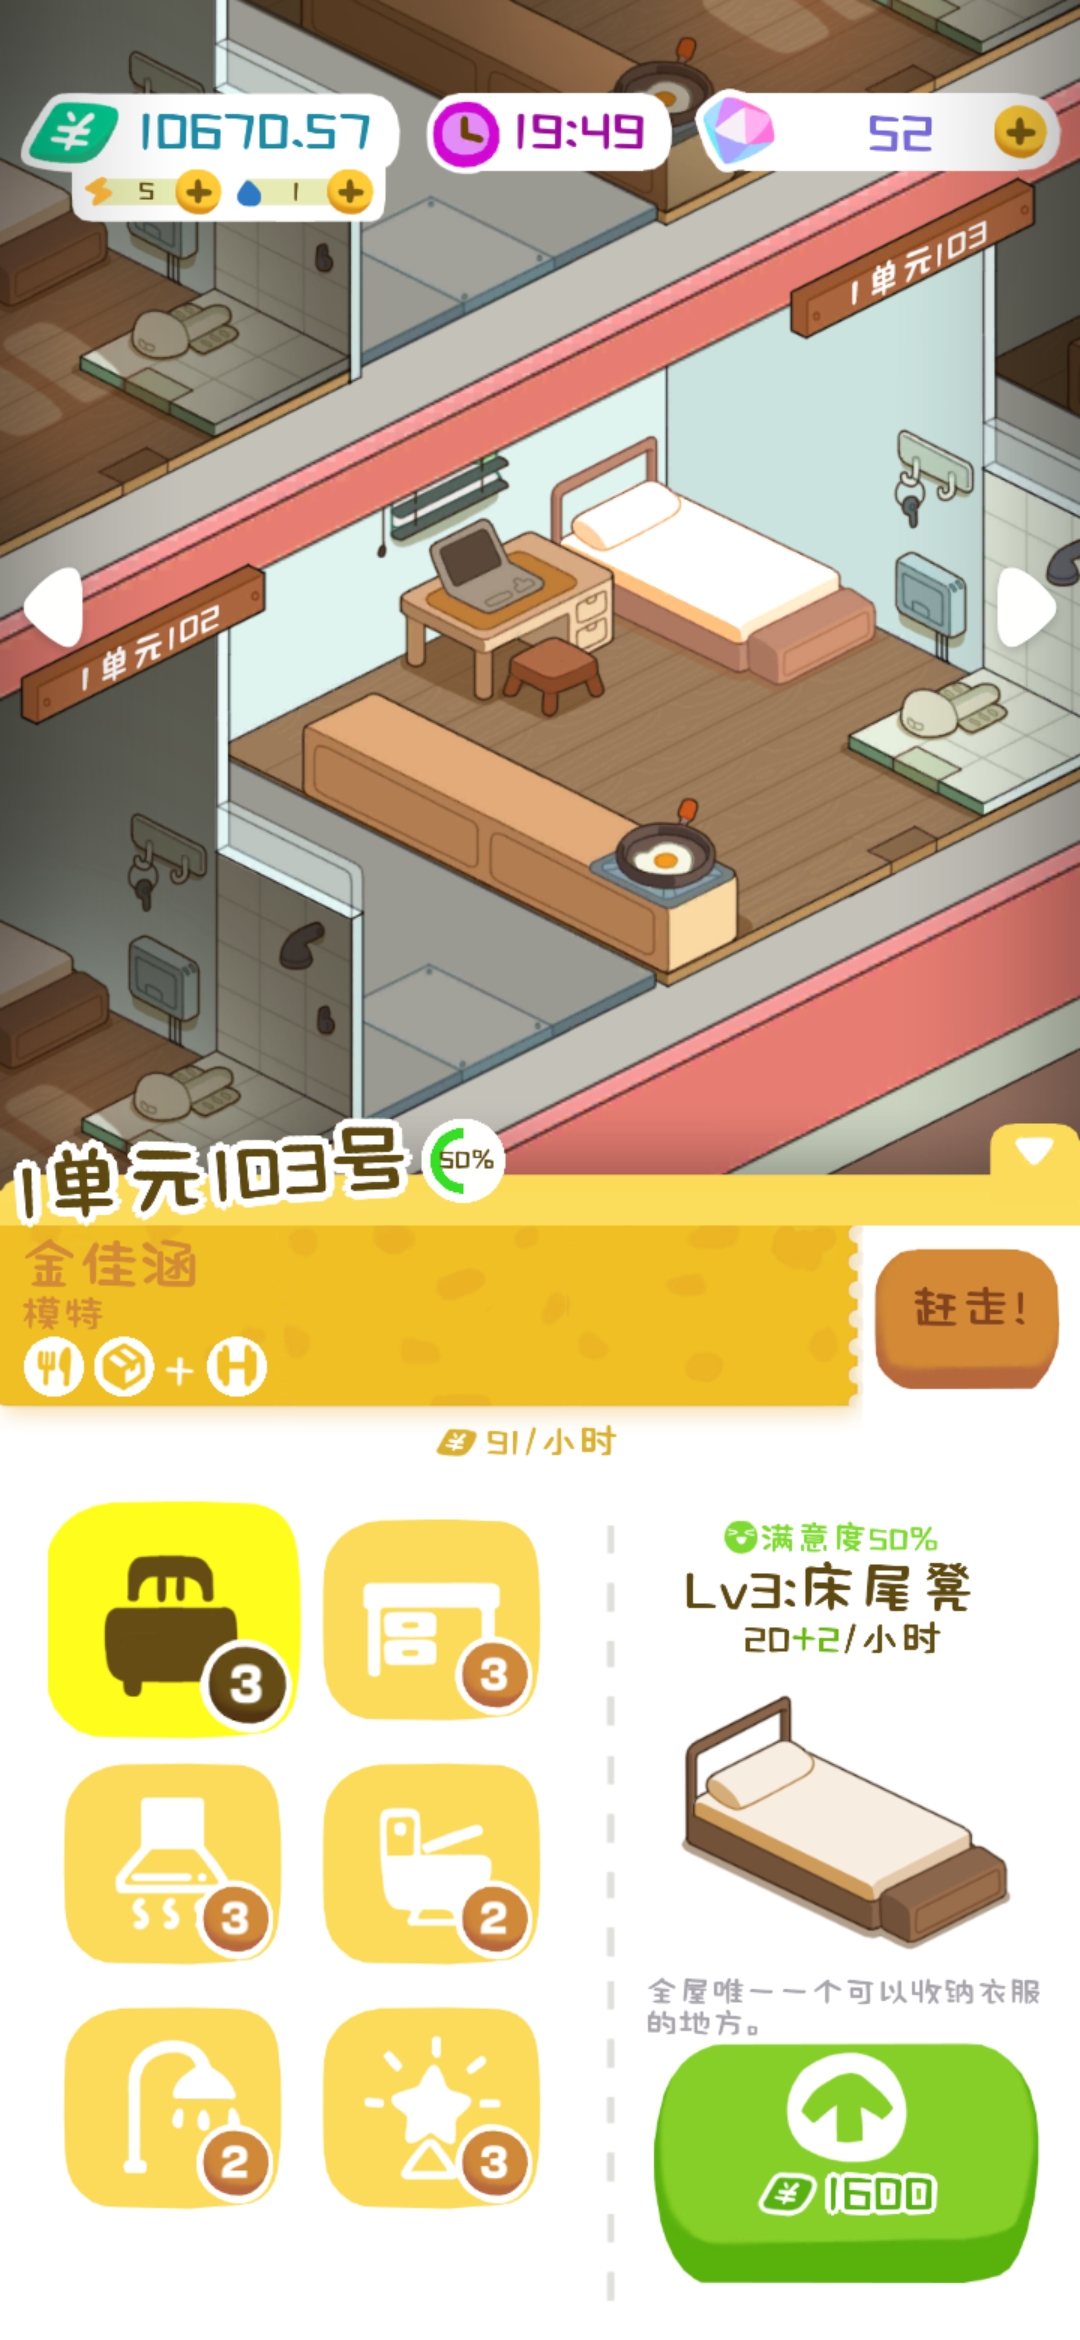 10670.57
19:49
52
5
1
1单元103
1单元102
1单元103号
50%
金佳涵
模特
+ H
赶走!
91/小时
满意度50%
Lv3:床尾凳
20+2/小时
3
3
3
2
2
3
全屋唯一一个可以收纳衣服
的地方。
1600